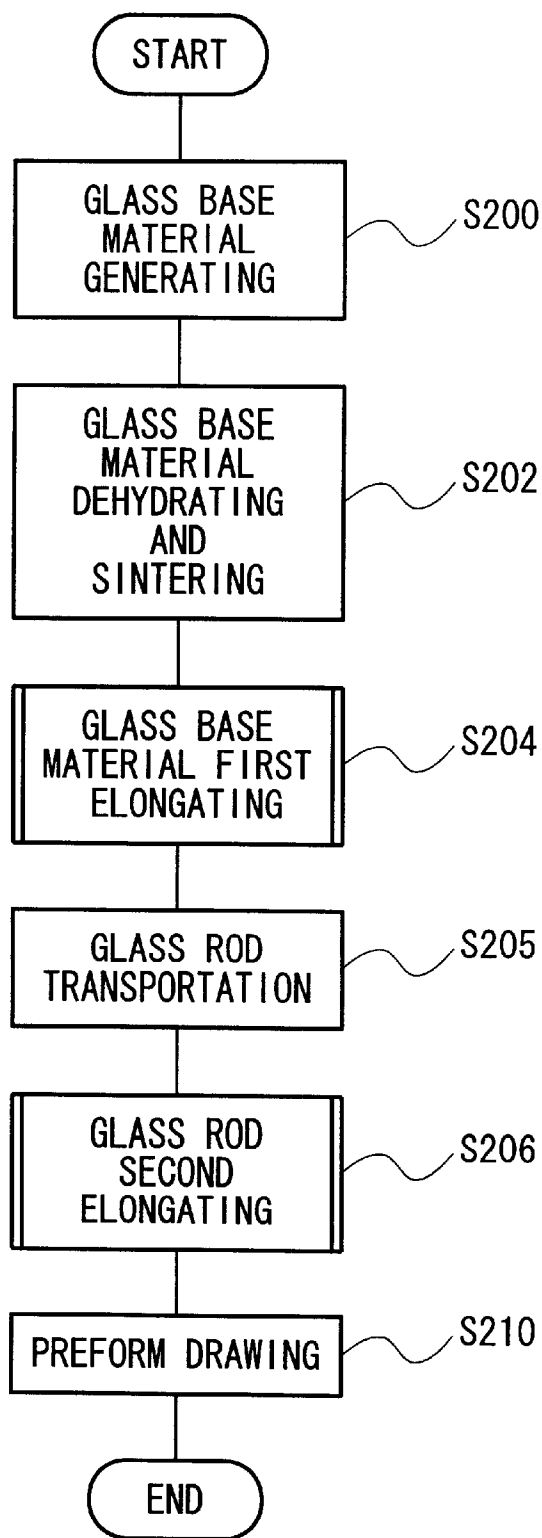 START
GLASS BASE
MATERIAL
GENERATING
S200
GLASS BASE
MATERIAL
DEHYDRATING
AND
SINTERING
S202
GLASS BASE
MATERIAL FIRST
ELONGATING
S204
GLASS ROD
TRANSPORTATION
S205
GLASS ROD
SECOND
ELONGATING
S206
PREFORM DRAWING
S210
END